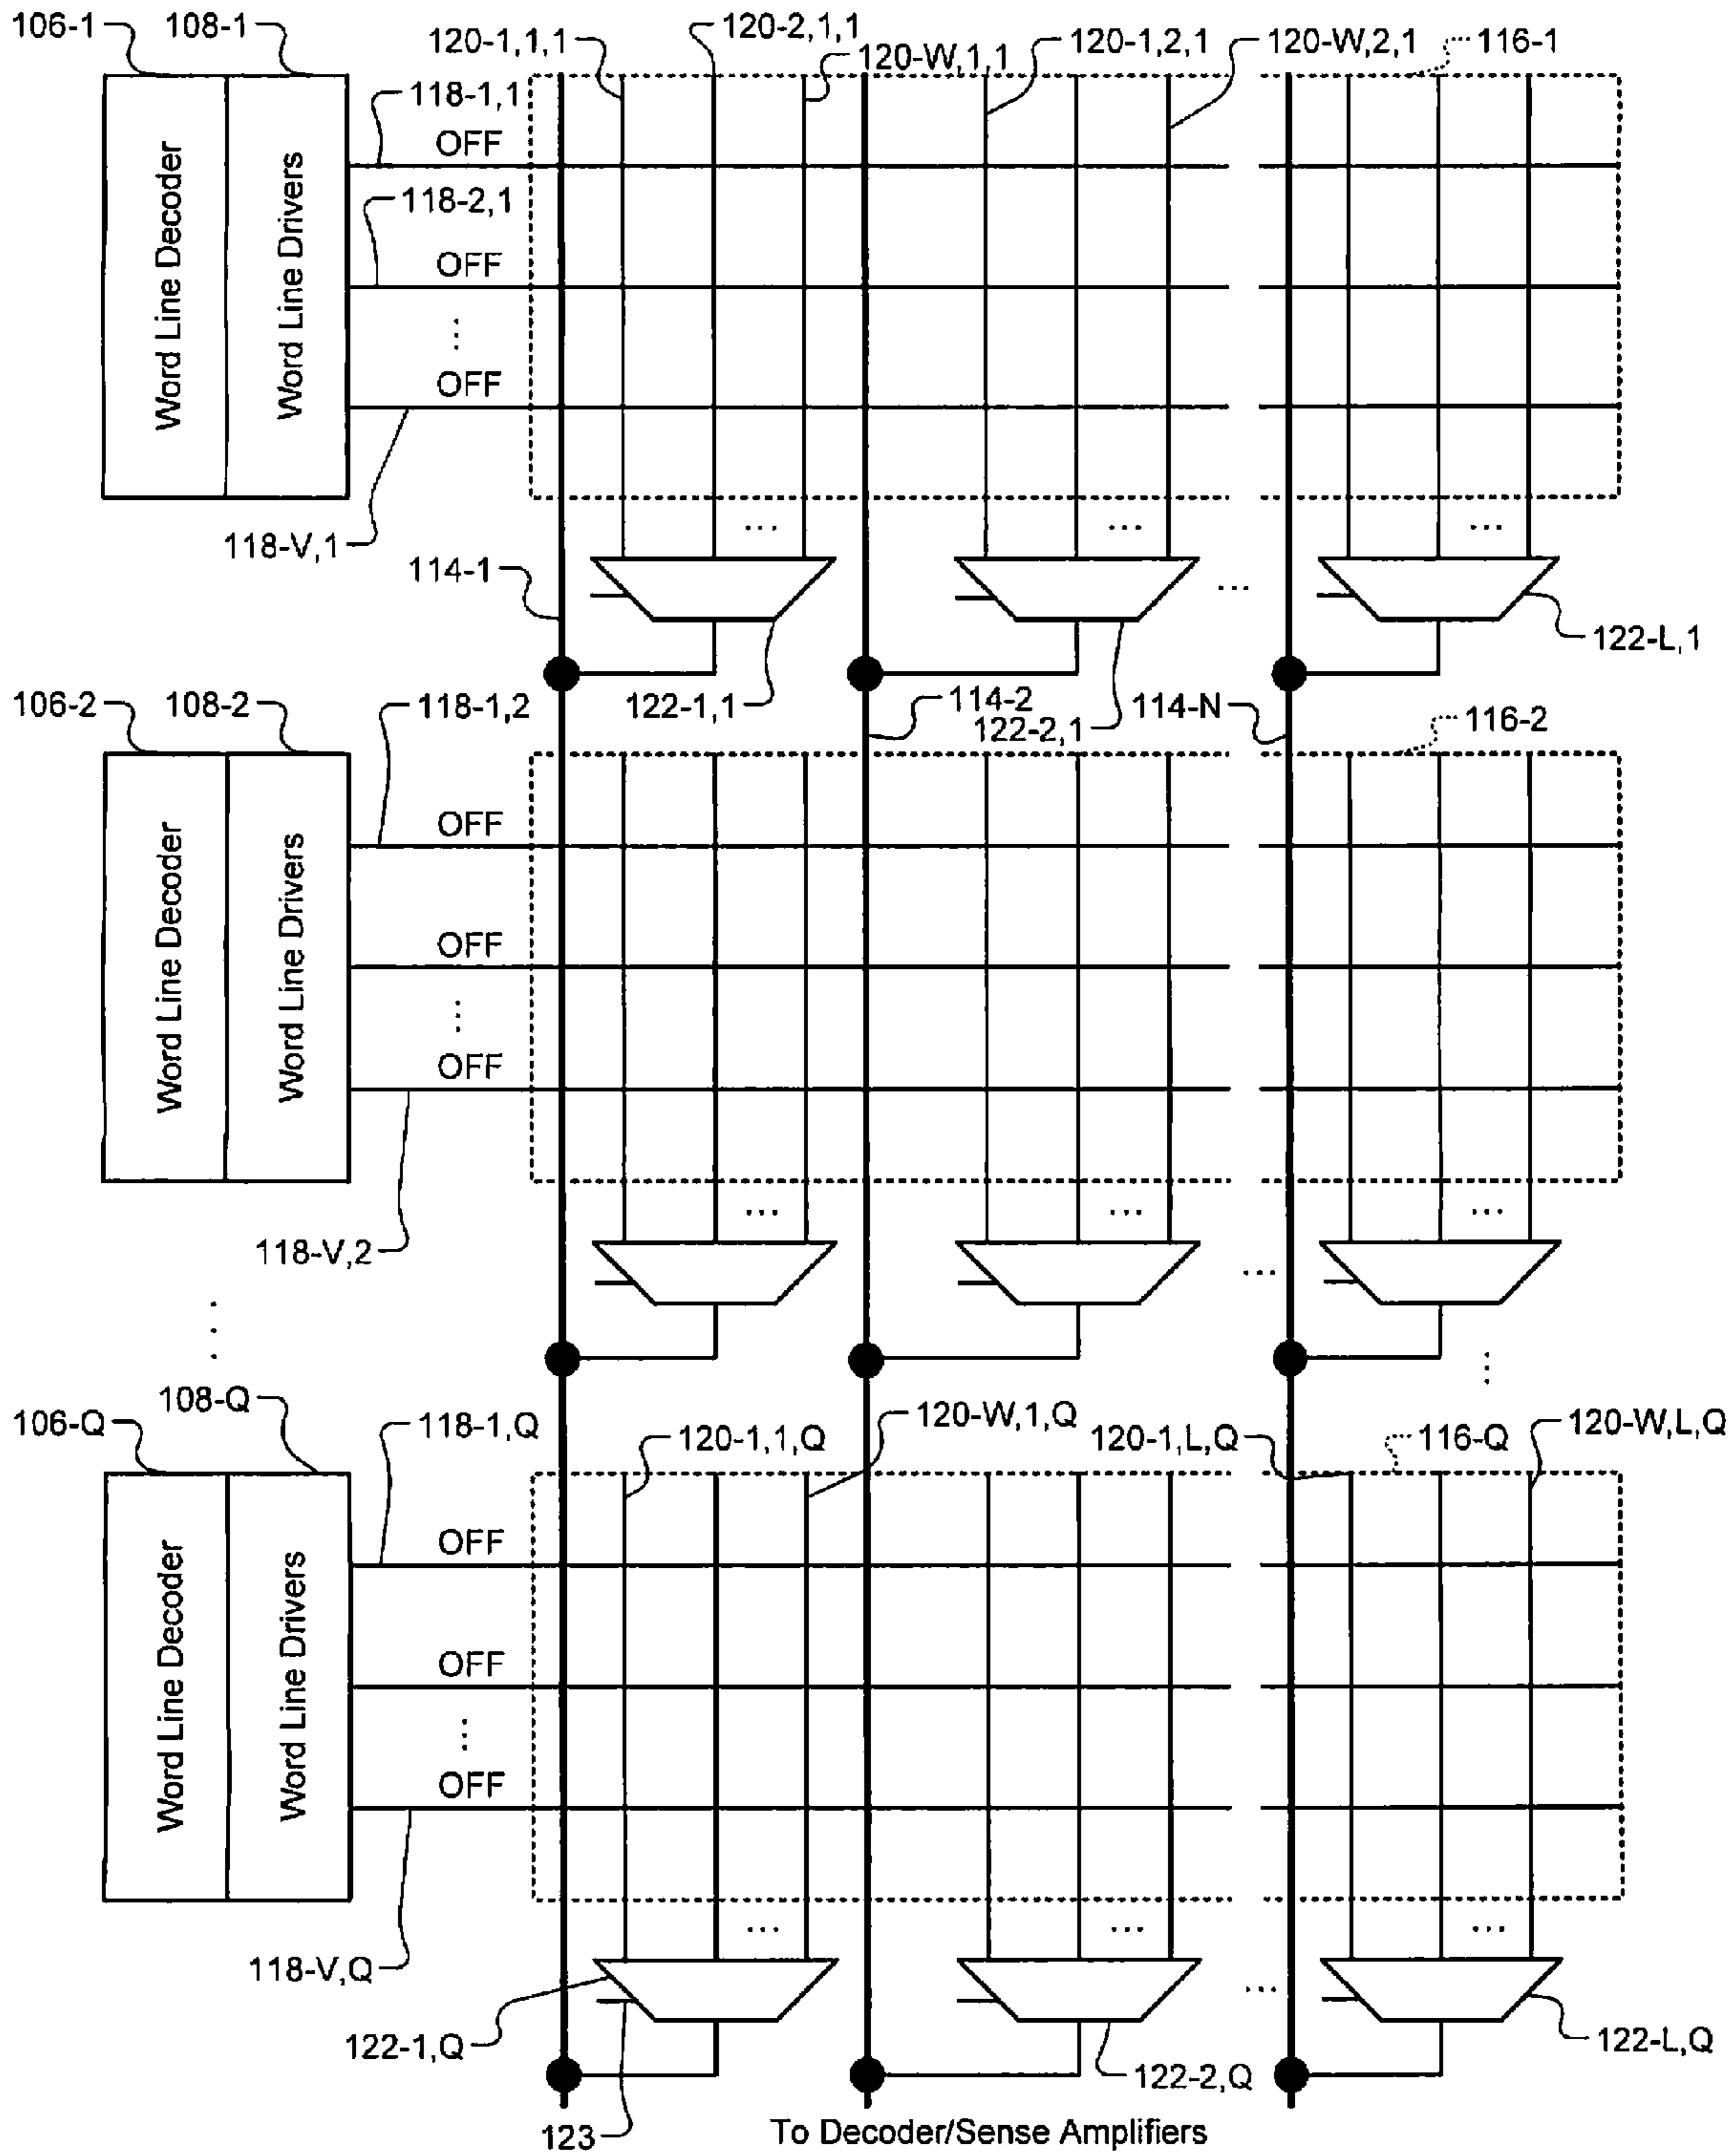 106-1
108-1
120-1,1,1
120-2,1,1
120-W,1,1
120-1,2,1
120-W,2,1
116-1
Word Line Decoder
Word Line Drivers
118-1,1
OFF
118-2,1
OFF
⋮
OFF
118-V,1
...
...
...
114-1
...
122-L,1
106-2
108-2
118-1,2
122-1,1
114-2
122-2,1
114-N
116-2
Word Line Decoder
Word Line Drivers
OFF
OFF
⋮
OFF
118-V,2
...
...
...
...
⋮
⋮
106-Q
108-Q
118-1,Q
120-1,1,Q
120-W,1,Q
120-1,L,Q
116-Q
120-W,L,Q
Word Line Decoder
Word Line Drivers
OFF
OFF
⋮
OFF
118-V,Q
...
...
...
...
122-1,Q
122-2,Q
122-L,Q
123
To Decoder/Sense Amplifiers